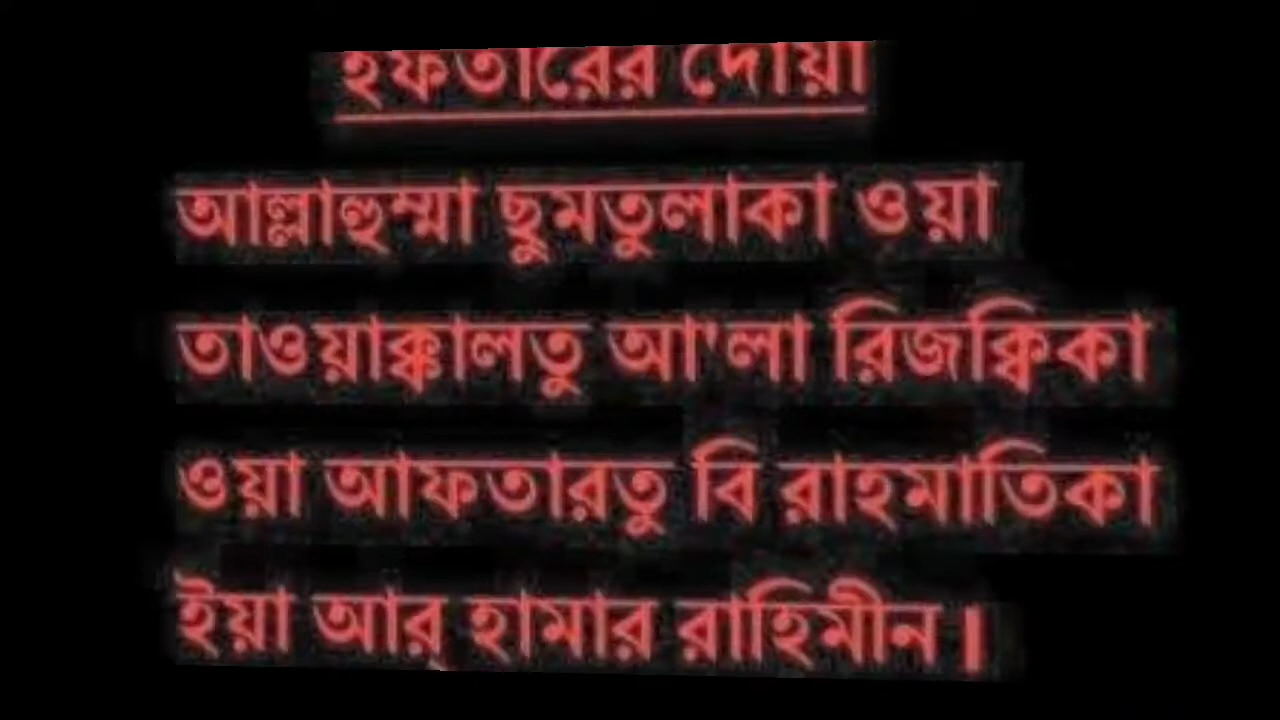 ইফতারের দোয়া
আল্লাহুম্মা ছুমতুলাকা ওয়া
তাওয়াক্কালতু আ'লা রিজক্বিকা
ওয়া আফতারতু বি রাহমাতিকা
ইয়া আর্ হামার রাহিমীন।